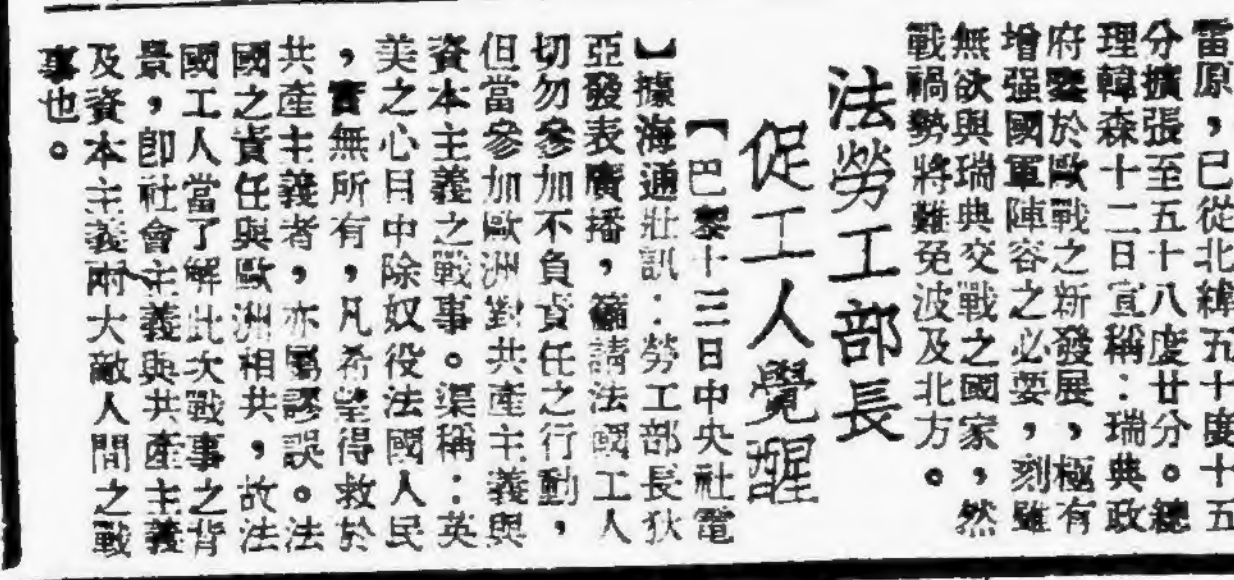 雷原，已從北緯五十度十五
分擴張至五十八度廿分。總
理韓森十二日宣稱：瑞典政
府鑒於歐戰之新發展，極有
增强國軍陣容之必要，刻雖
無欲與瑞典交戰之國家，然
戰禍勢將難免波及北方。
法勞工部長
促工人覺醒
【巴黎十三日中央社電
】據海通社訊：勞工部長狄
亞發表廣播，籲請法國工人
切勿參加不負責任之行動，
但當參加歐洲對共產主義與
資本主義之戰事。渠稱：英
美之心目中除奴役法國人民
，實無所有，凡希望得救於
共產主義者，亦屬謬誤。法
國之責任與歐洲相共，故法
國工人當了解此次戰事之背
景，卽社會主義與共產主義
及資本主義兩大敵人間之戰
事也。